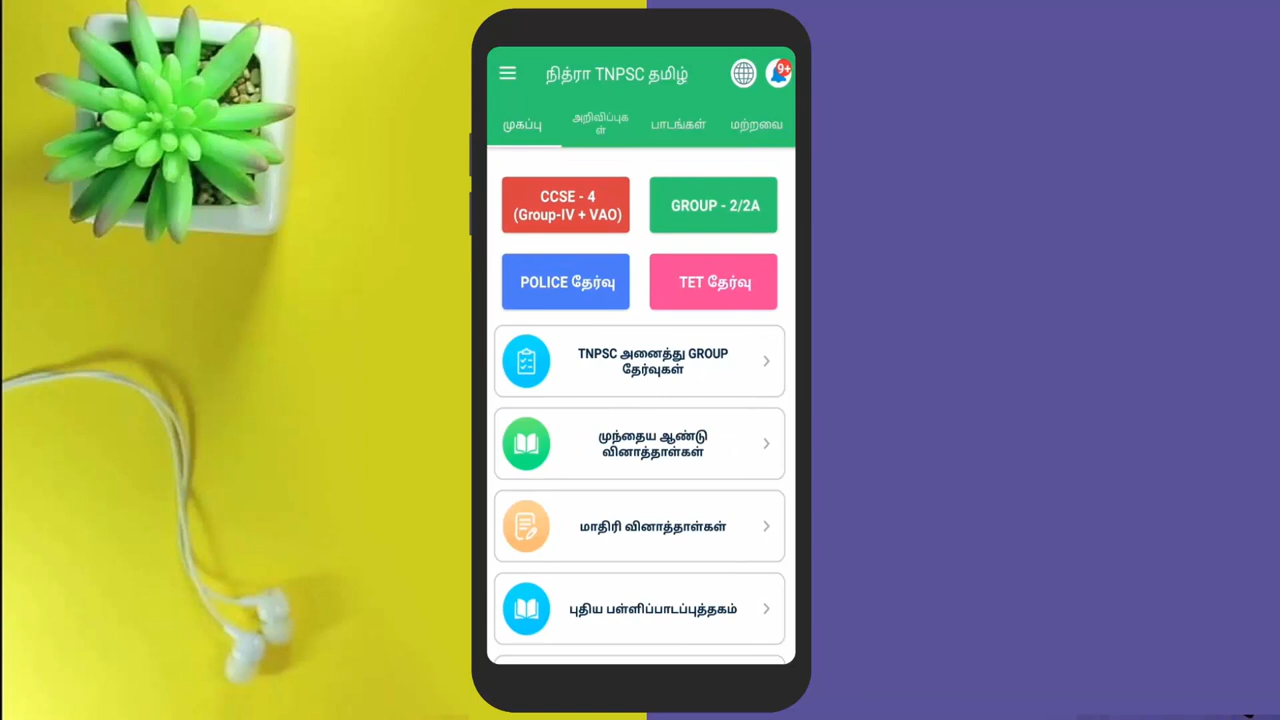 நித்ரா TNPSC தமிழ்
9+
முகப்பு
அறிவிப்புக
ள்
பாடங்கள்
மற்றவை
CCSE - 4
(Group-IV + VAO)
GROUP - 2/2A
POLICE தேர்வு
TET தேர்வு
TNPSC அனைத்து GROUP
தேர்வுகள்
முந்தைய ஆண்டு
வினாத்தாள்கள்
மாதிரி வினாத்தாள்கள்
புதிய பள்ளிப்பாடப்புத்தகம்